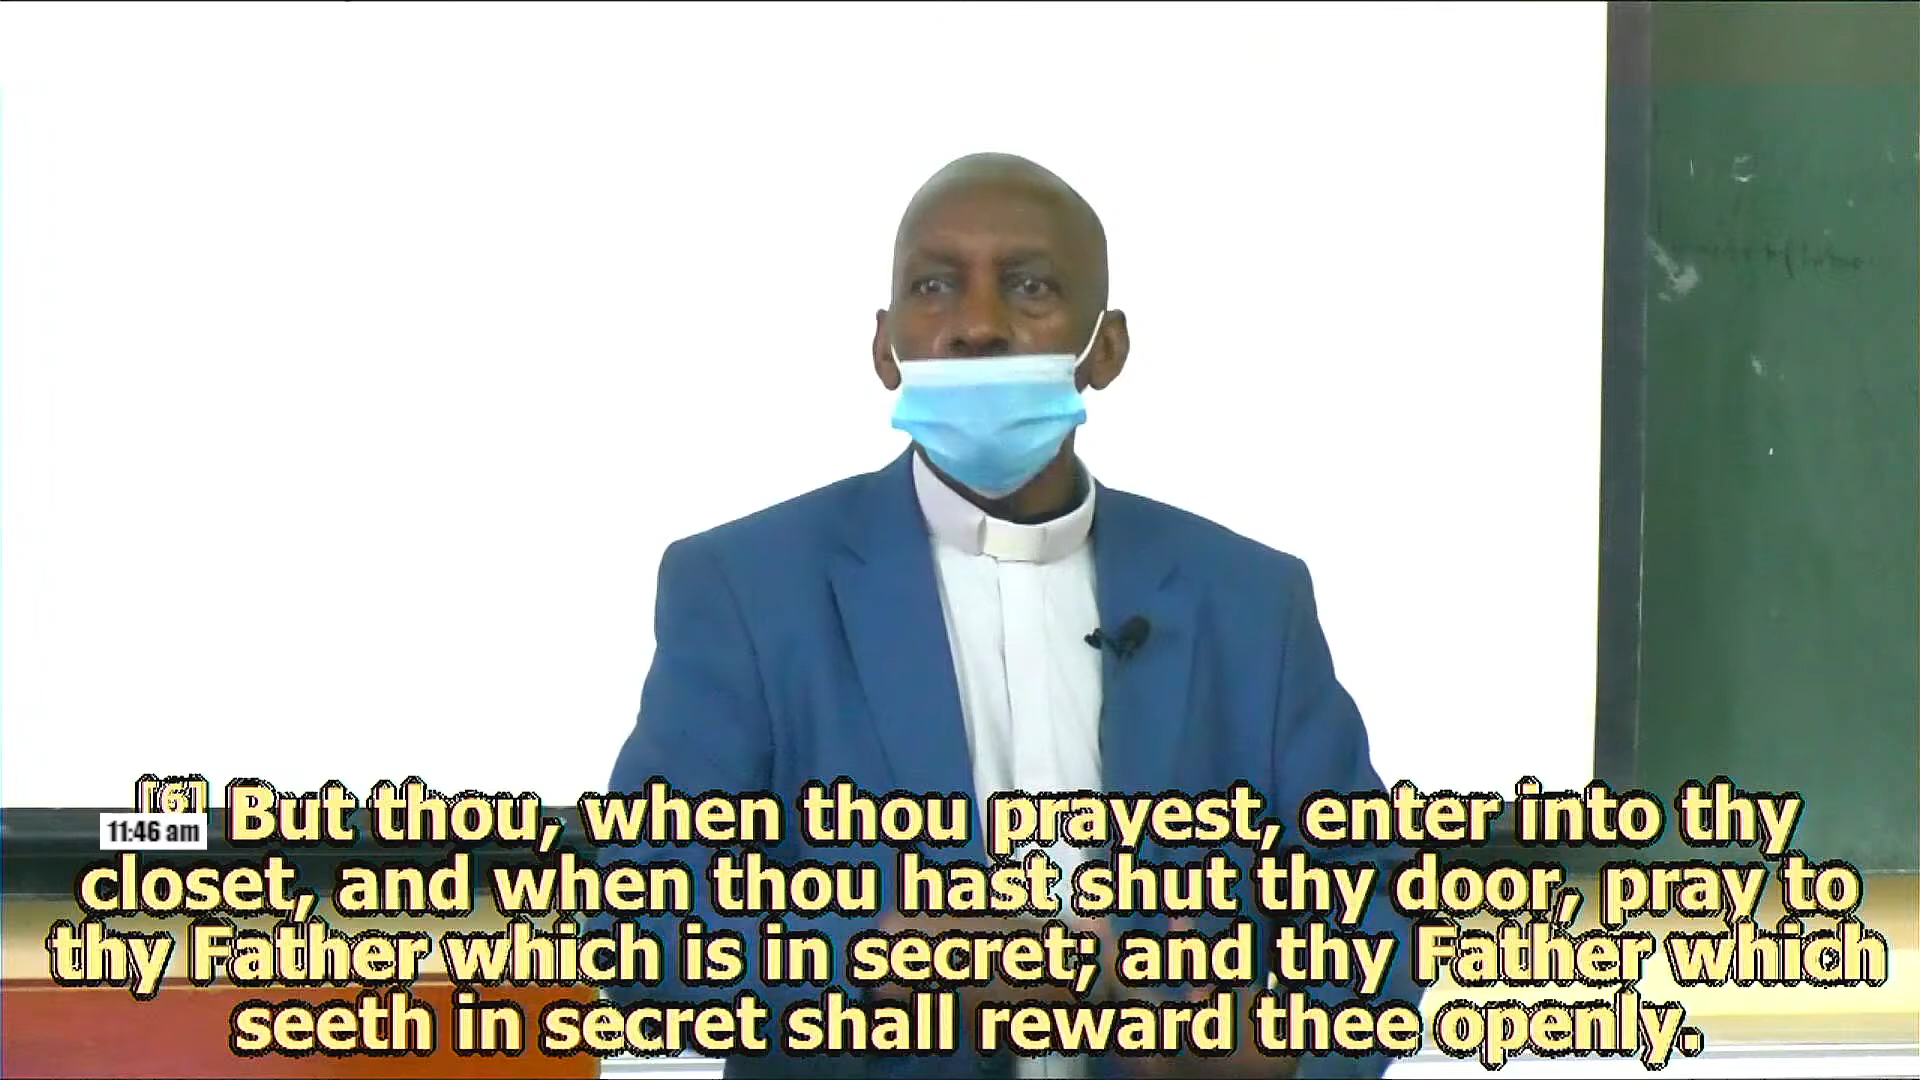 [6] But thou, when thou prayest, enter into thy
closet, and when thou hast shut thy door, pray to
thy Father which is in secret; and thy Father which
seeth in secret shall reward thee openly.
11:46 am